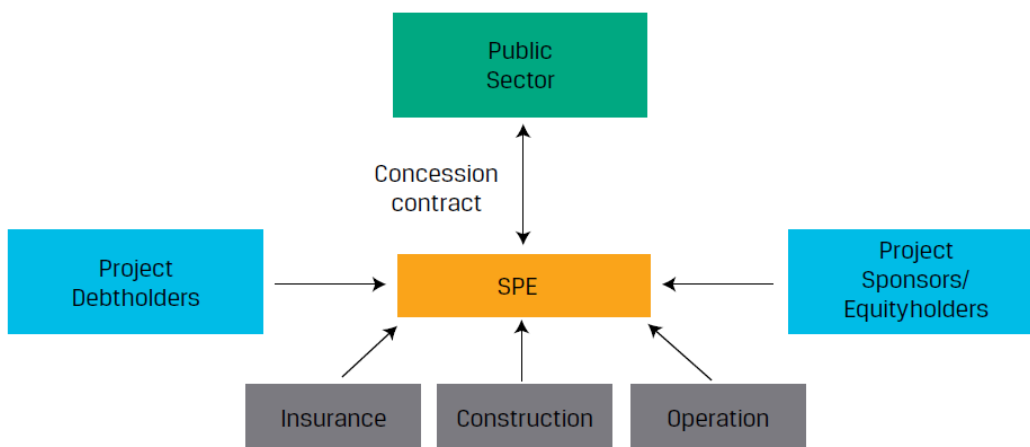 Public
Sector
Concession
contract
Project
Debtholders
SPE
Project
Sponsors/
Equityholders
Insurance
Construction
Operation